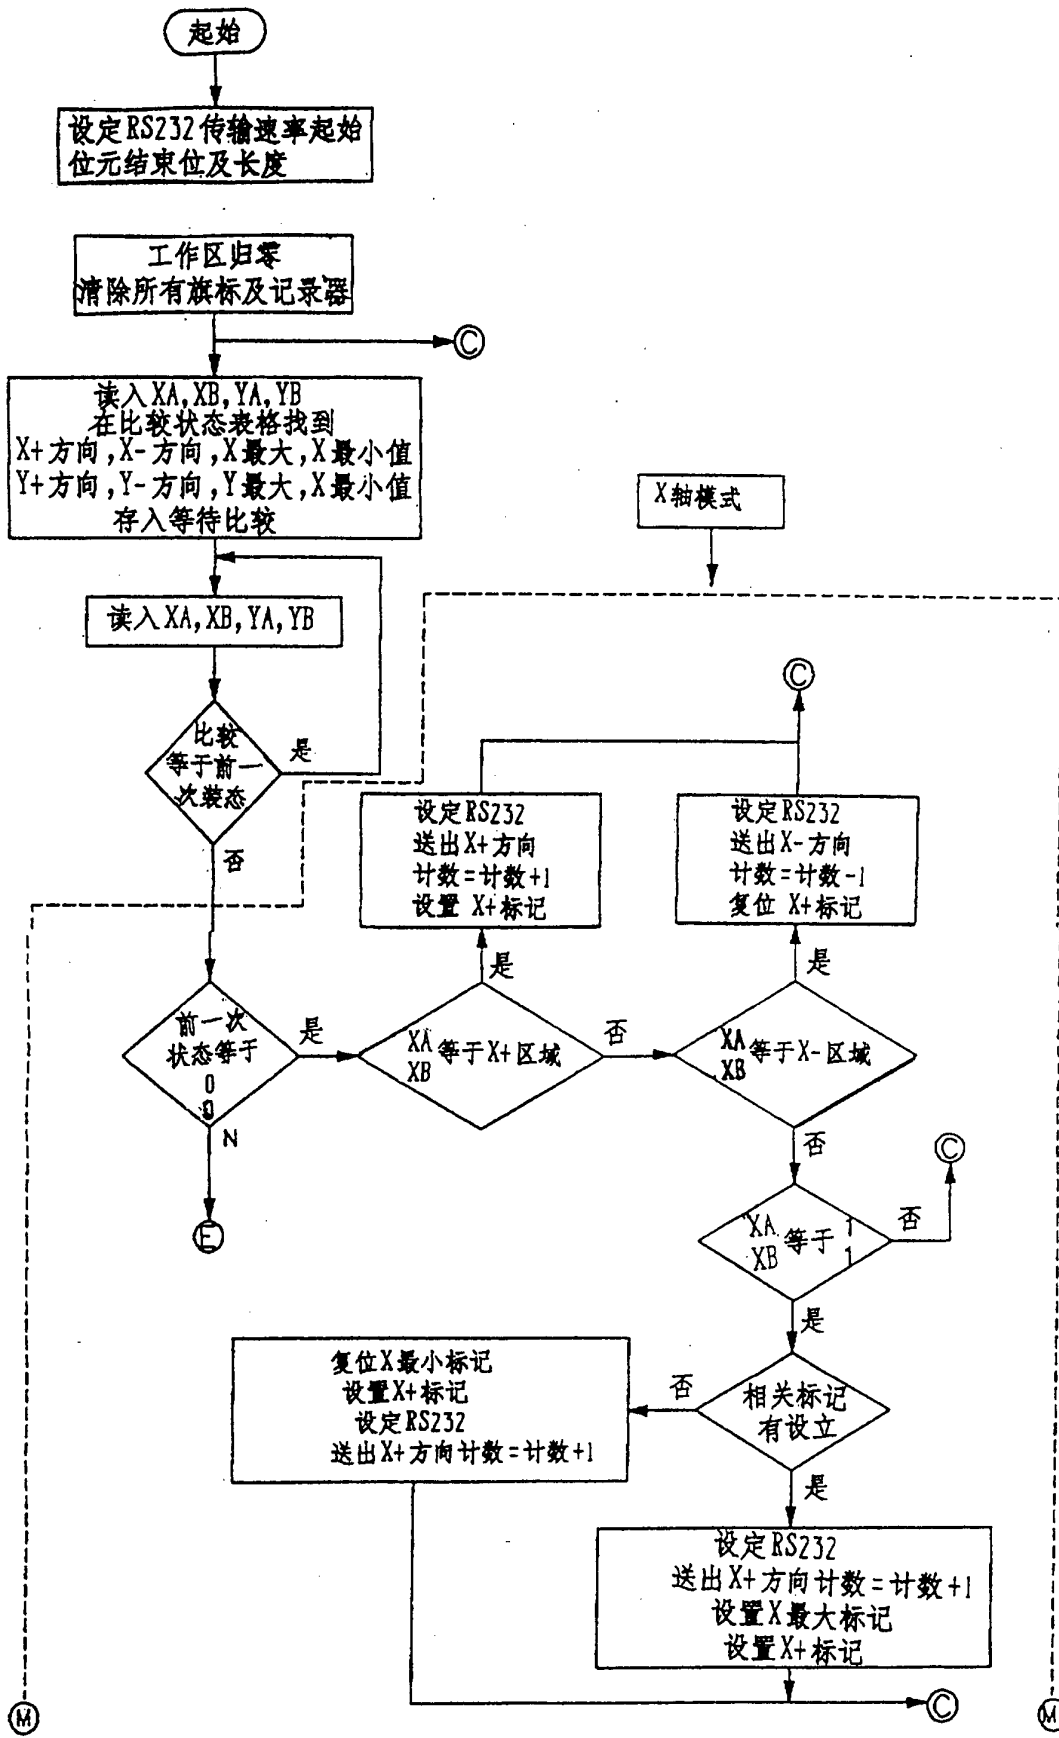 起始
设定RS232传输速率起始
位元结束位及长度
工作区归零
清除所有旗标及记录器
C
读入XA,XB,YA,YB
在比较状态表格找到
X+方向,X-方向,X最大,X最小值
Y+方向,Y-方向,Y最大,X最小值
存入等待比较
X轴模式
读入XA,XB,YA,YB
C
比较
等于前一
次装态
是
否
设定RS232
送出X+方向
计数=计数+1
设置 X+标记
设定RS232
送出X-方向
计数=计数-1
复位 X+标记
是
是
前一次
状态等于
0
0
是
N
E
XA
XB
等于X+区域
否
XA
XB
等于X-区域
否
C
XA
XB
等于
1
1
否
是
相关标记
有设立
否
是
复位X最小标记
设置X+标记
设定RS232
送出X+方向计数=计数+1
设定RS232
送出X+方向计数=计数+1
设置X最大标记
设置X+标记
C
M
M